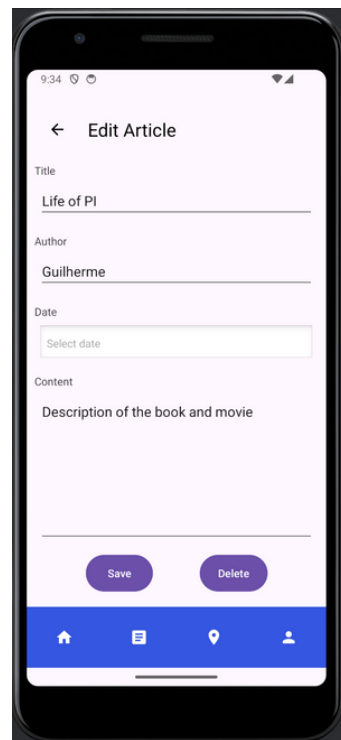 9:34
Edit Article
Title
Life of PI
Author
Guilherme
Date
Select date
Content
Description of the book and movie
Save
Delete